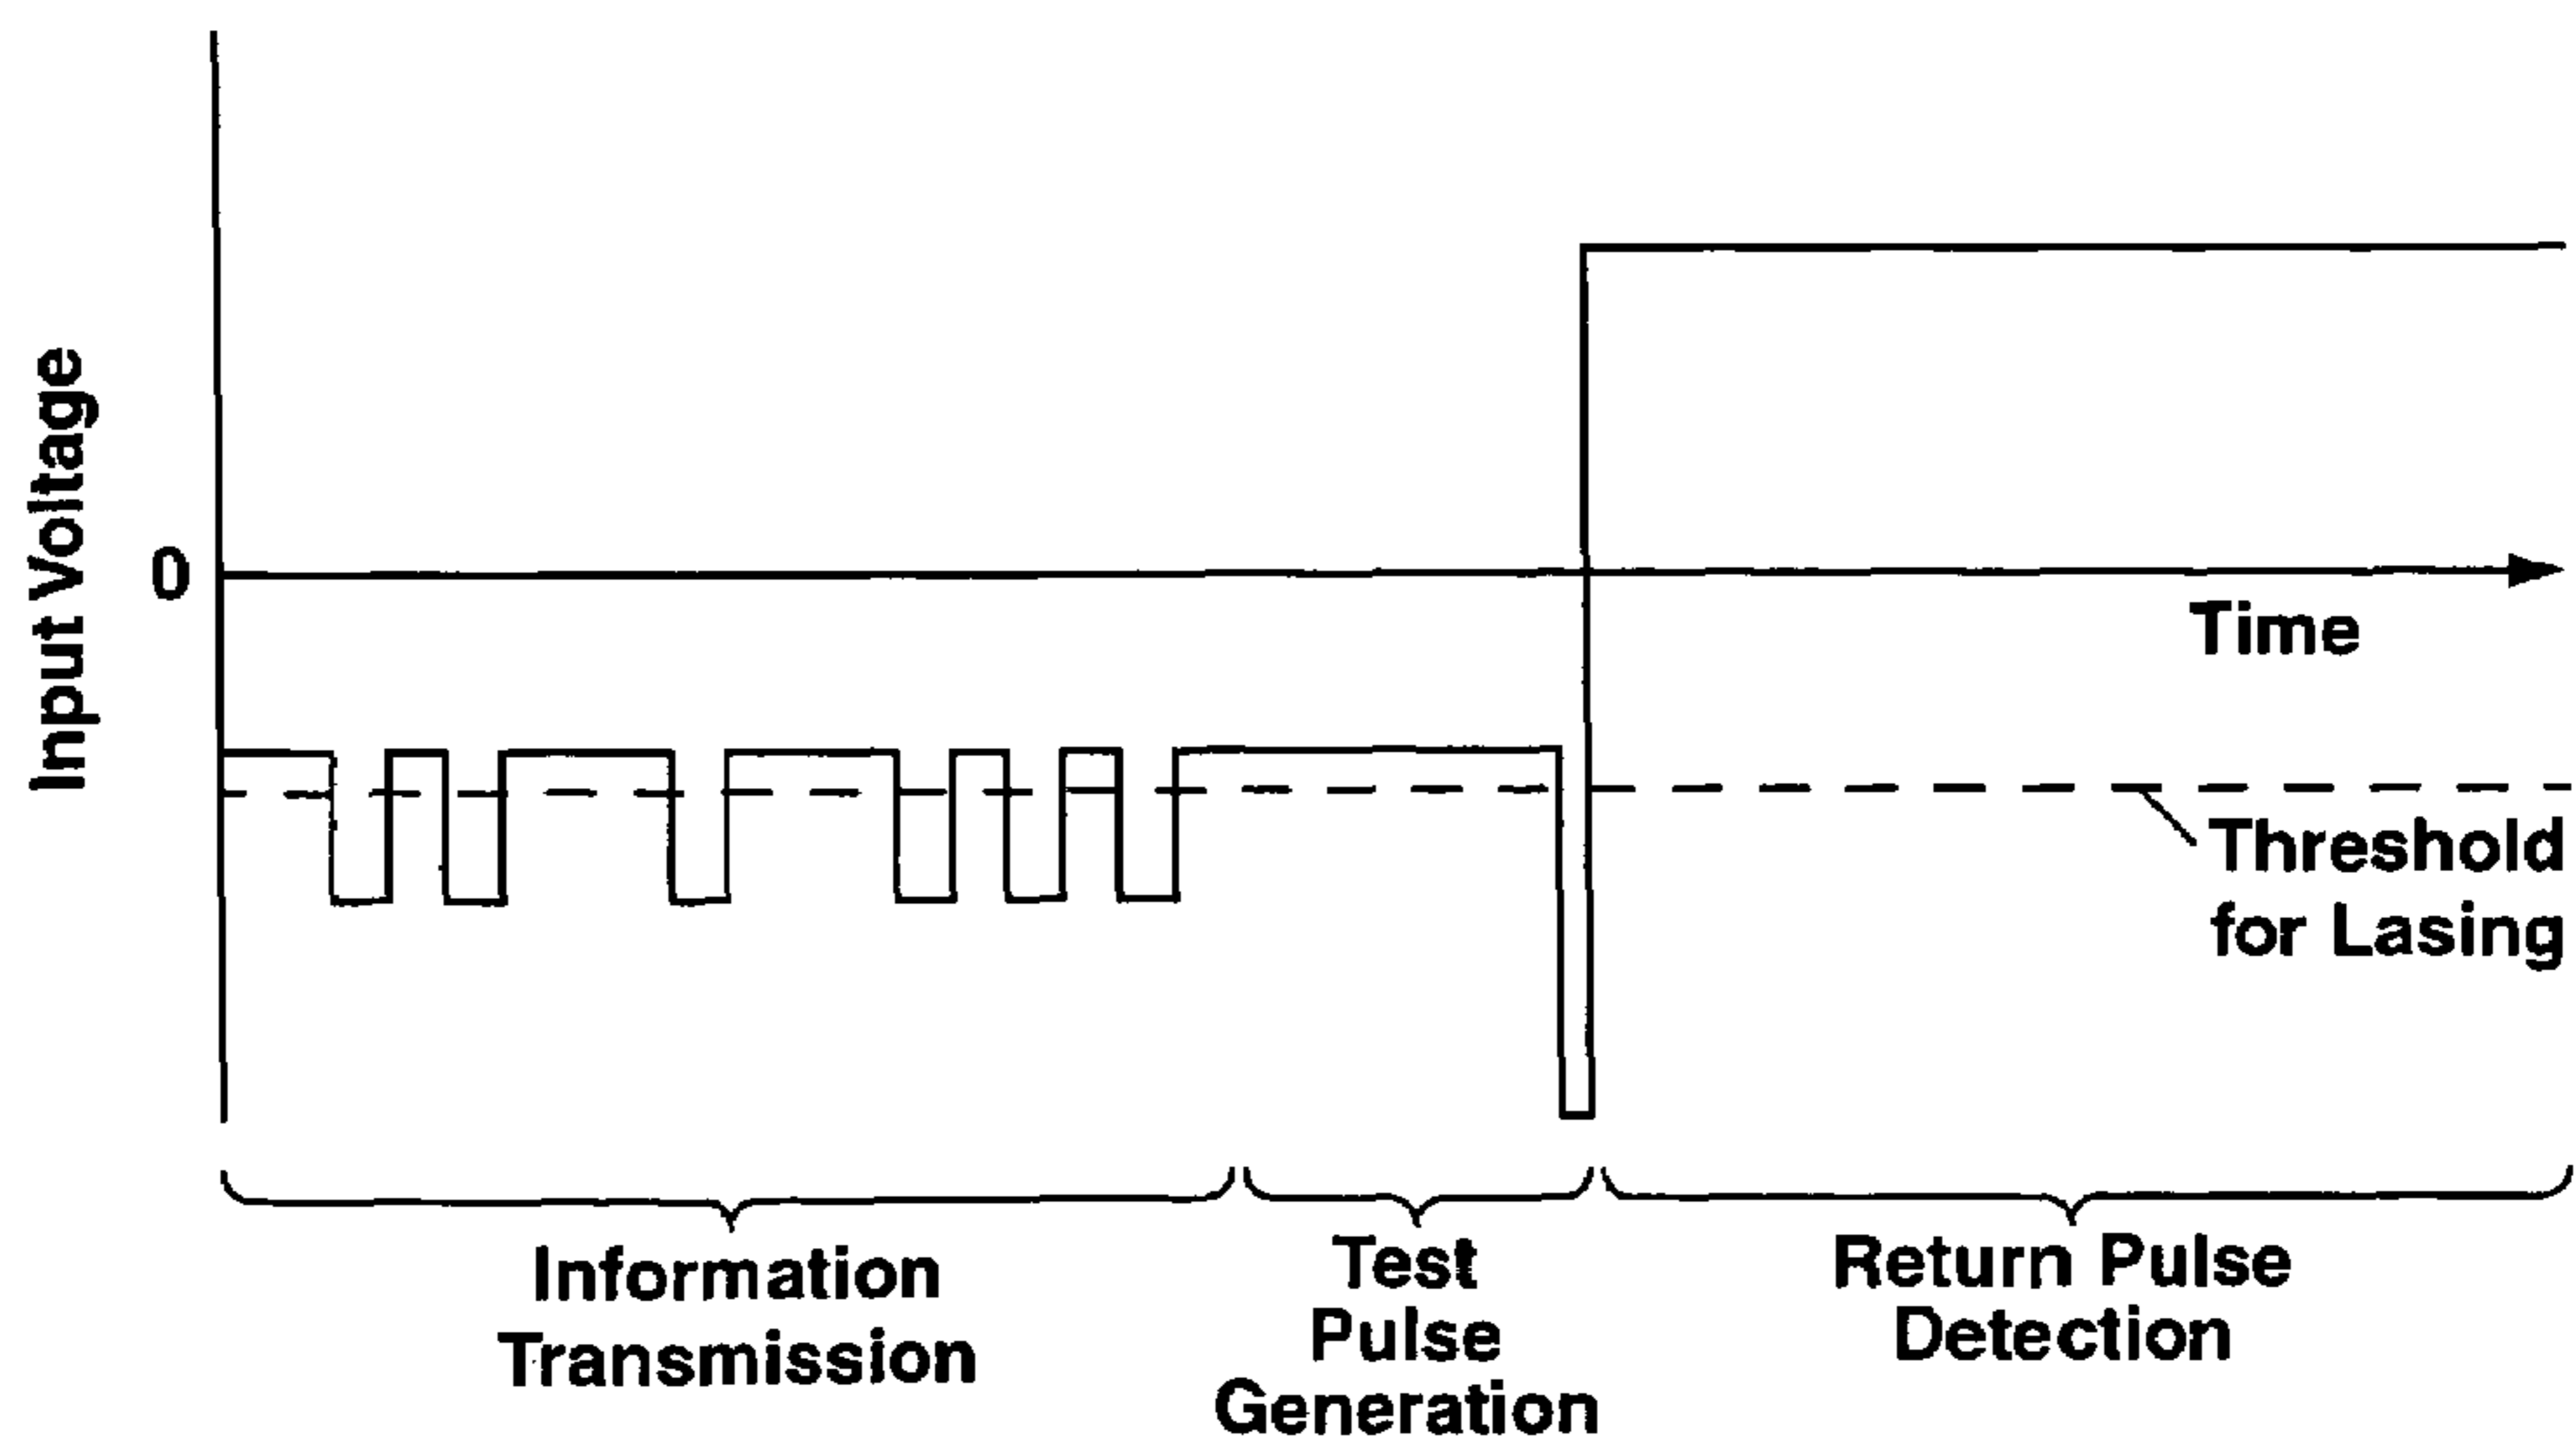 Input Voltage
0
Time
Threshold
for Lasing
Information
Transmission
Test
Pulse
Generation
Return Pulse
Detection